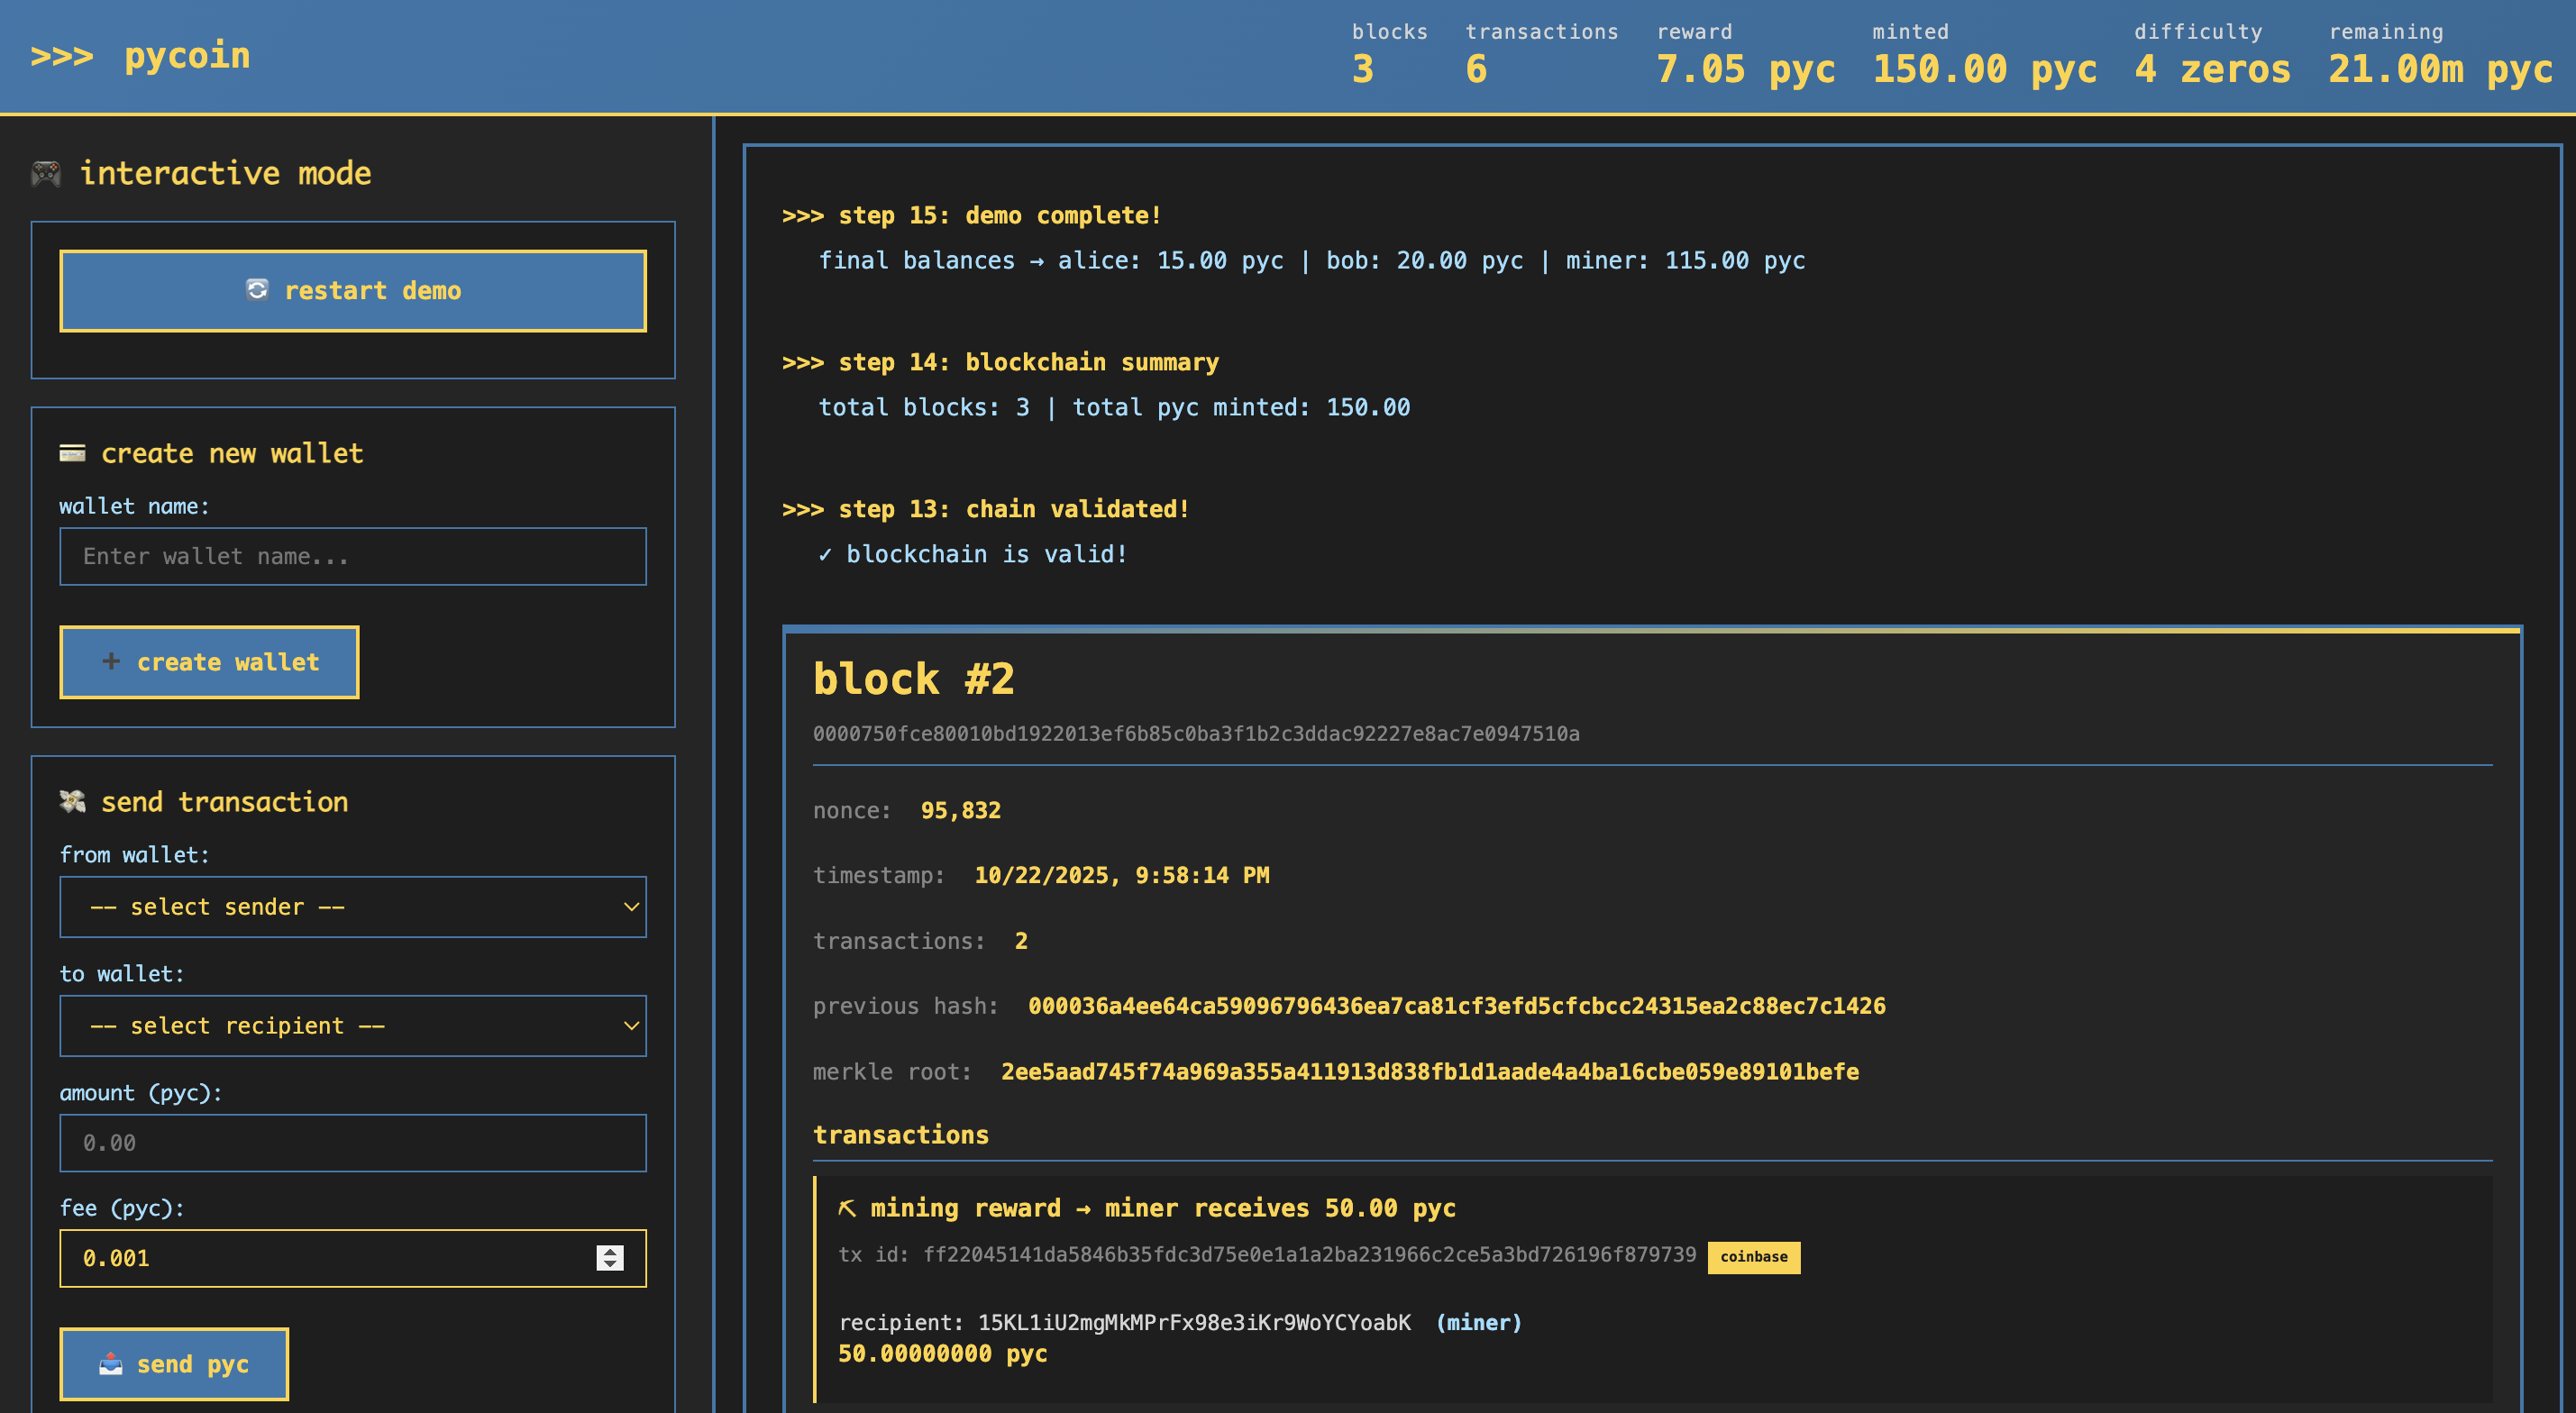 >>> pycoin
blocks
3
transactions
6
reward
7.05 pyc
minted
150.00 pyc
difficulty
4 zeros
remaining
21.00m pyc
🎮 interactive mode
🔄 restart demo
💳 create new wallet
wallet name:
Enter wallet name...
➕ create wallet
💸 send transaction
from wallet:
-- select sender --
to wallet:
-- select recipient --
amount (pyc):
0.00
fee (pyc):
0.001
📤 send pyc
>>> step 15: demo complete!
final balances → alice: 15.00 pyc | bob: 20.00 pyc | miner: 115.00 pyc
>>> step 14: blockchain summary
total blocks: 3 | total pyc minted: 150.00
>>> step 13: chain validated!
✓ blockchain is valid!
block #2
0000750fce80010bd1922013ef6b85c0ba3f1b2c3ddac92227e8ac7e0947510a
nonce: 95,832
timestamp: 10/22/2025, 9:58:14 PM
transactions: 2
previous hash: 000036a4ee64ca59096796436ea7ca81cf3efd5cfcbcc24315ea2c88ec7c1426
merkle root: 2ee5aad745f74a969a355a411913d838fb1d1aade4a4ba16cbe059e89101befe
transactions
⛏ mining reward → miner receives 50.00 pyc
tx id: ff22045141da5846b35fdc3d75e0e1a1a2ba231966c2ce5a3bd726196f879739 coinbase
recipient: 15KL1iU2mgMkMPrFx98e3iKr9WoYCYoabK (miner)
50.00000000 pyc